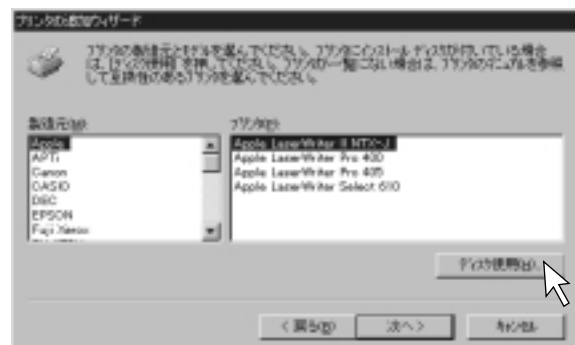 プリンタの追加ウィザード
プリンタの製造元とモデルを選んでください。プリンタにインストール ディスクが付いている場合
は、[ディスク使用] を押してください。プリンタが一覧にない場合は、プリンタのマニュアルを参照
して互換性のあるプリンタを選んでください。
製造元(M):
プリンタ(P):
Apple
APTi
Canon
CASIO
DEC
EPSON
Fuji Xerox
Apple LaserWriter II NTX-J
Apple LaserWriter Pro 400
Apple LaserWriter Pro 405
Apple LaserWriter Select 610
ディスク使用(H)...
< 戻る(B)
次へ >
キャンセル